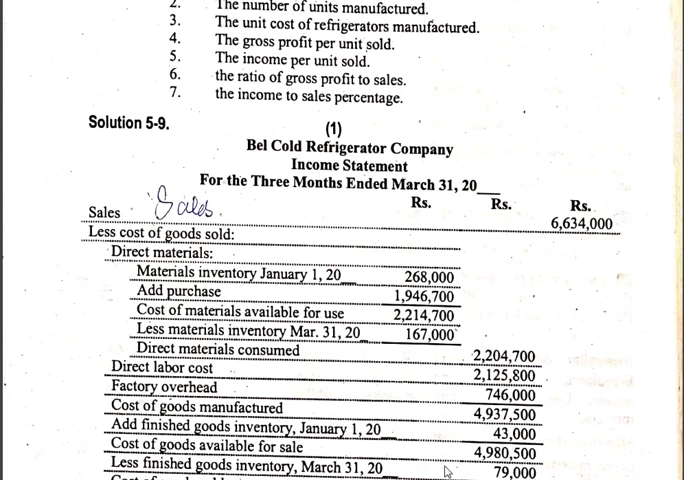 2. The number of units manufactured.
3. The unit cost of refrigerators manufactured.
4. The gross profit per unit sold.
5. The income per unit sold.
6. the ratio of gross profit to sales.
7. the income to sales percentage.
Solution 5-9.
(1)
Bel Cold Refrigerator Company
Income Statement
For the Three Months Ended March 31, 20__
Rs. Rs. Rs.
Sales Sales. 6,634,000
Less cost of goods sold:
Direct materials:
Materials inventory January 1, 20__ 268,000
Add purchase 1,946,700
Cost of materials available for use 2,214,700
Less materials inventory Mar. 31, 20__ 167,000
Direct materials consumed 2,204,700
Direct labor cost 2,125,800
Factory overhead 746,000
Cost of goods manufactured 4,937,500
Add finished goods inventory, January 1, 20__ 43,000
Cost of goods available for sale 4,980,500
Less finished goods inventory, March 31, 20__ 79,000